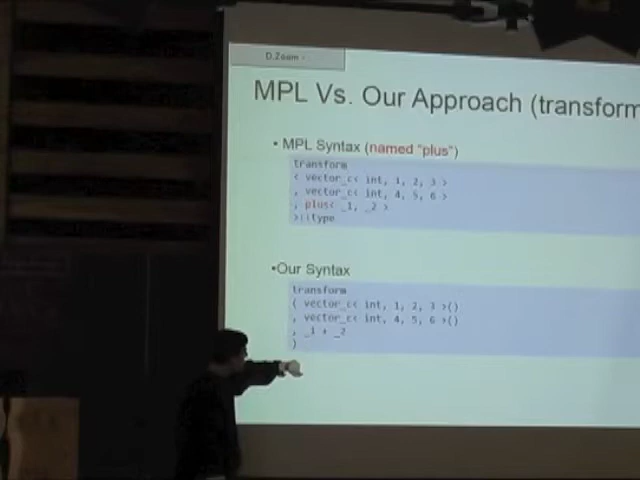 D.Zoom -
MPL Vs. Our Approach (transform
• MPL Syntax (named "plus")
transform
< vector_c< int, 1, 2, 3 >
, vector_c< int, 4, 5, 6 >
, plus< _1, _2 >
>::type
•Our Syntax
transform
( vector_c< int, 1, 2, 3 >()
, vector_c< int, 4, 5, 6 >()
, _1 + _2
)